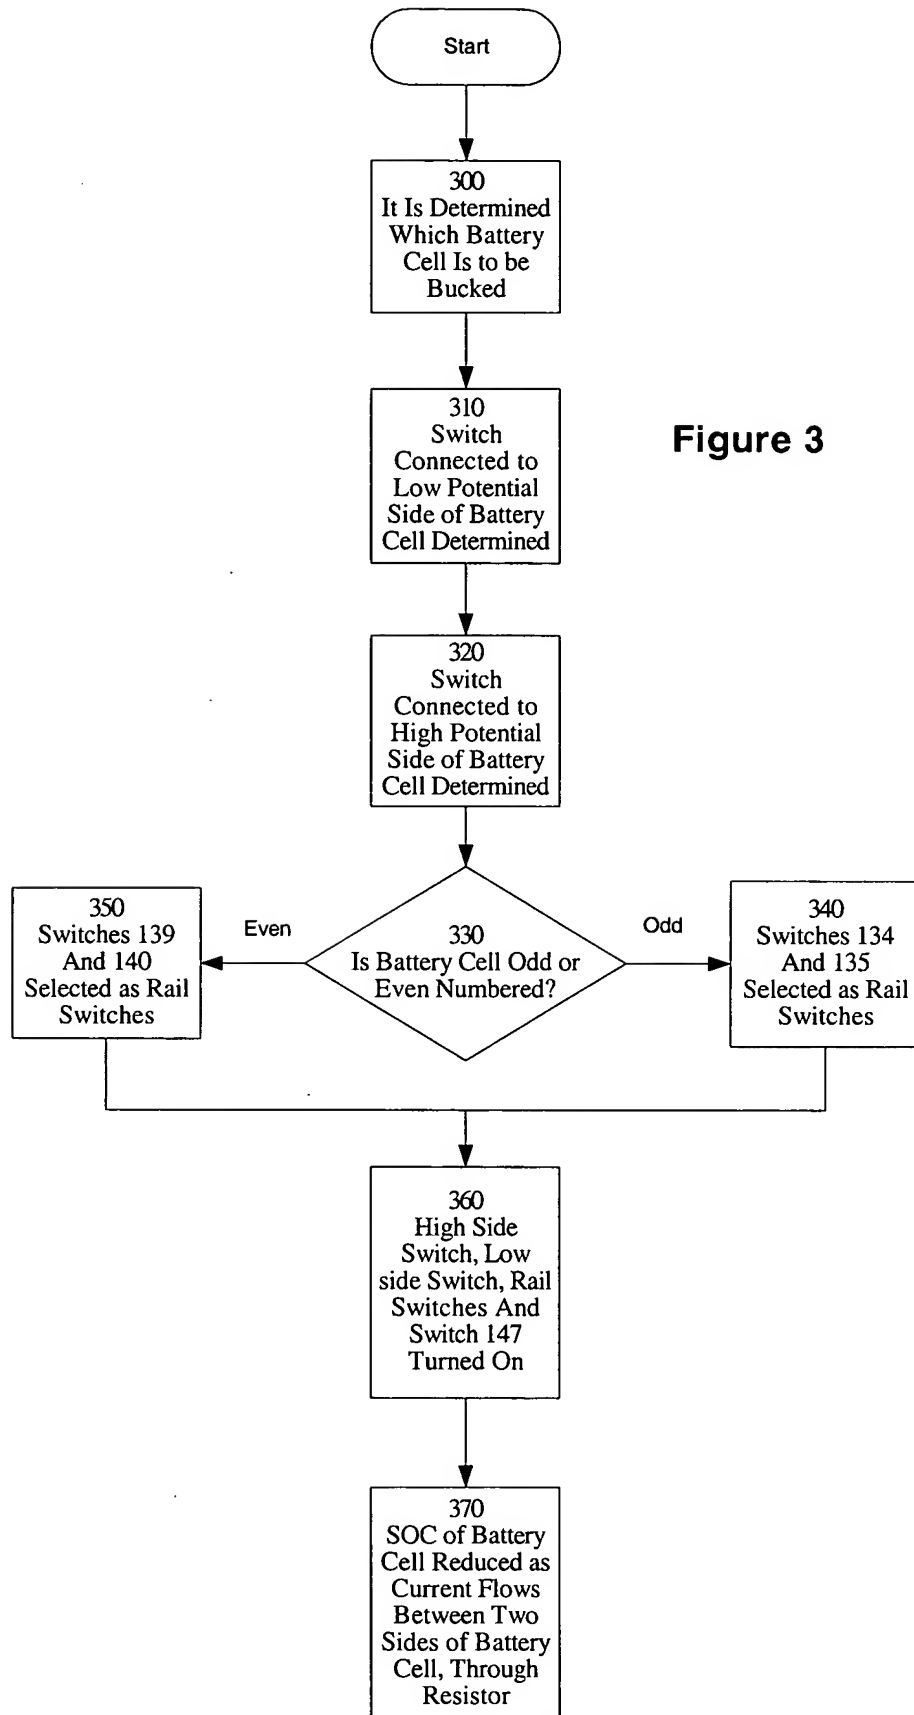 Start
300
It Is Determined
Which Battery
Cell Is to be
Bucked
Figure 3
310
Switch
Connected to
Low Potential
Side of Battery
Cell Determined
320
Switch
Connected to
High Potential
Side of Battery
Cell Determined
350
Switches 139
And 140
Selected as Rail
Switches
Even
330
Is Battery Cell Odd or
Even Numbered?
Odd
340
Switches 134
And 135
Selected as Rail
Switches
360
High Side
Switch, Low
side Switch, Rail
Switches And
Switch 147
Turned On
370
SOC of Battery
Cell Reduced as
Current Flows
Between Two
Sides of Battery
Cell, Through
Resistor